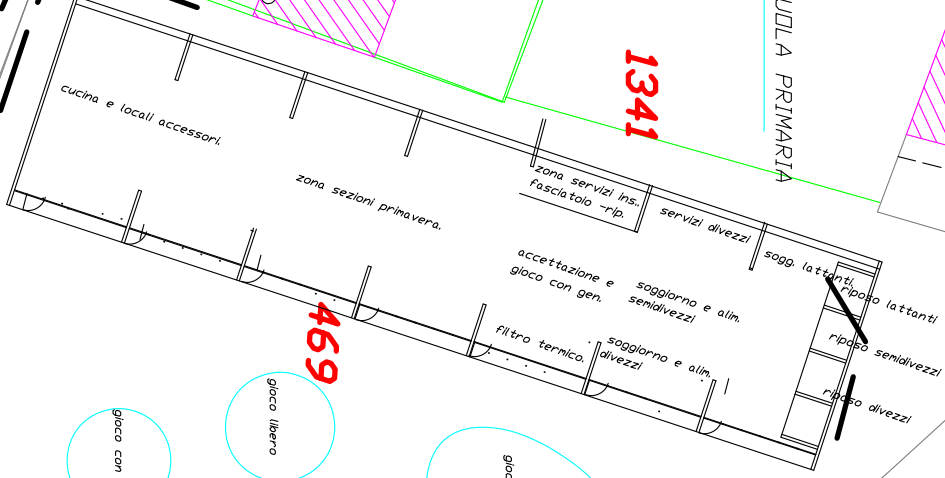 1341
PRIMARIA
cucina e locali accessori.
zona sezioni primavera.
zona servizi ins..
fasciatoio -rip.
servizi divezzi
sogg. lattanti.
riposo lattanti
accettazione e
gioco con gen.
soggiorno e alim.
semidivezzi
riposo semidivezzi
filtro termico.
soggiorno e alim.
divezzi
riposo divezzi
469
gioco libero
gioco con